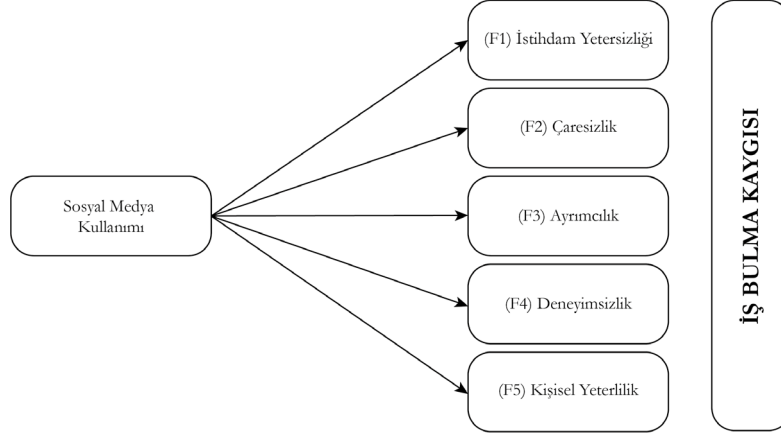 (F1) İstihdam Yetersizliği
(F2) Çaresizlik
Sosyal Medya
Kullanımı
(F3) Ayrımcılık
(F4) Deneyimsizlik
(F5) Kişisel Yeterlilik
İŞ BULMA KAYGISI